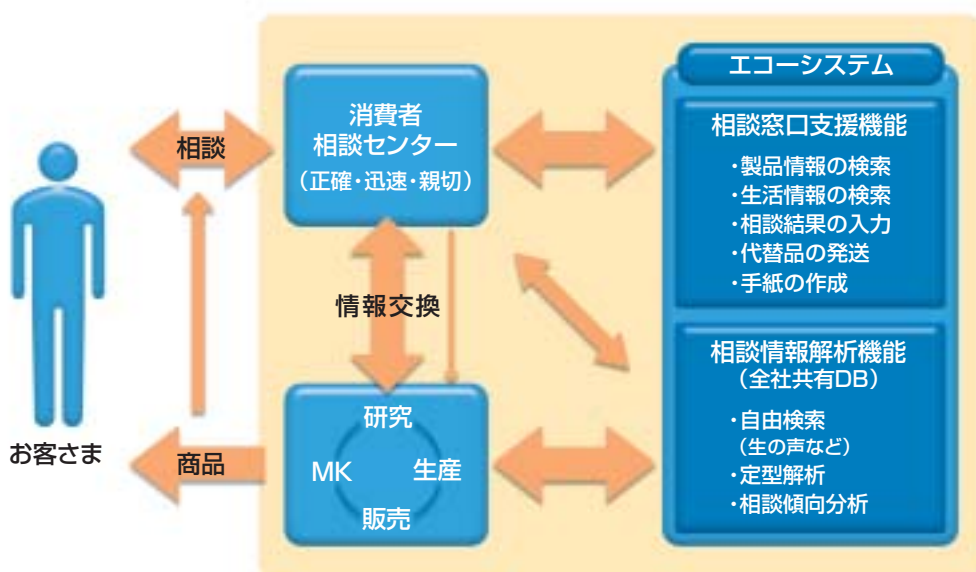 相談
消費者
相談センター
（正確・迅速・親切）
情報交換
お客さま
商品
研究
MK
生産
販売
エコーシステム
相談窓口支援機能
・製品情報の検索
・生活情報の検索
・相談結果の入力
・代替品の発送
・手紙の作成
相談情報解析機能
（全社共有DB）
・自由検索
（生の声など）
・定型解析
・相談傾向分析